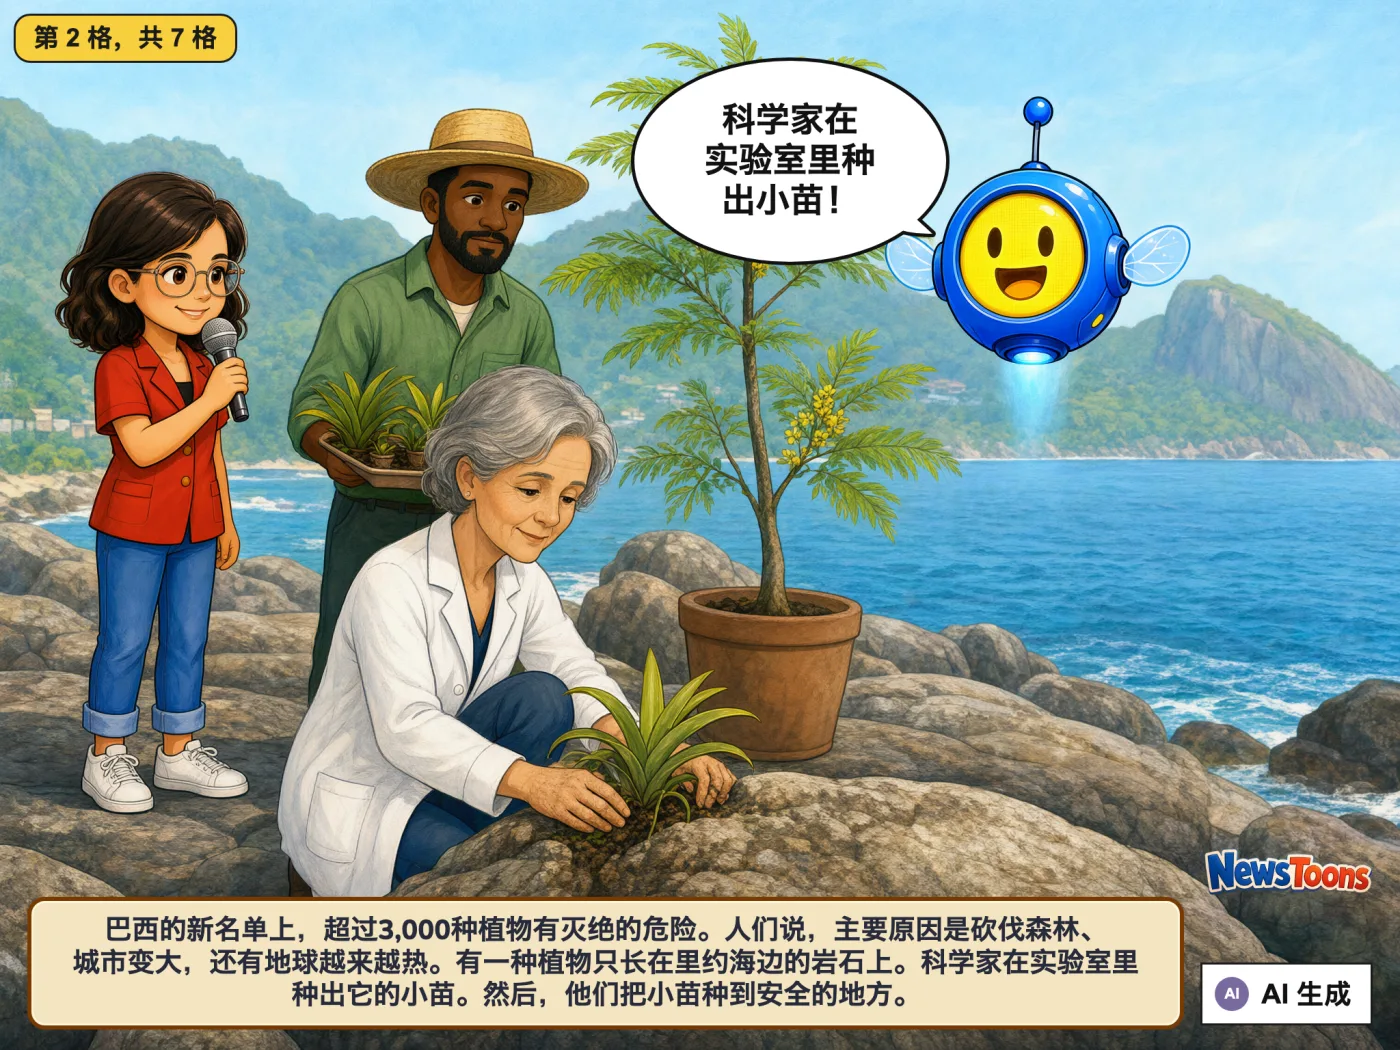 第 2 格，共 7 格
科学家在
实验室里种
出小苗！
NewsToons
巴西的新名单上，超过3,000种植物有灭绝的危险。人们说，主要原因是砍伐森林、
城市变大，还有地球越来越热。有一种植物只长在里约海边的岩石上。科学家在实验室里
种出它的小苗。然后，他们把小苗种到安全的地方。
AI AI 生成